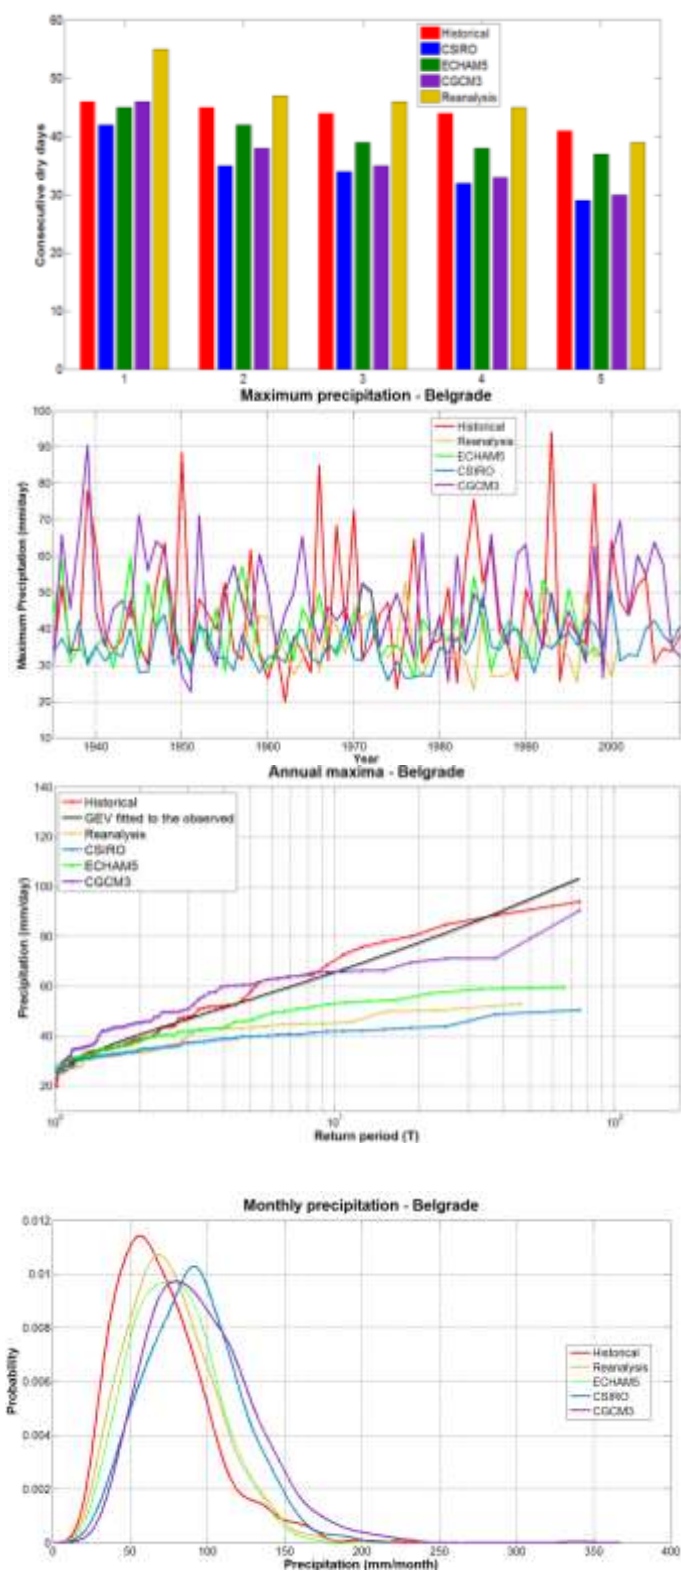 60
50
40
30
20
10
0
Consecutive dry days
Historical
CSIRO
ECHAM5
CGCM3
Reanalysis
1 2 3 4 5
Maximum precipitation - Belgrade
100
90
80
70
60
50
40
30
20
10
Maximum Precipitation (mm/day)
Historical
Reanalysis
ECHAM5
CSIRO
CGCM3
1940 1950 1960 1970 1980 1990 2000
Year
Annual maxima - Belgrade
140
120
100
80
60
40
20
Precipitation (mm/day)
Historical
GEV fitted to the observed
Reanalysis
CSIRO
ECHAM5
CGCM3
Return period (T)
Monthly precipitation - Belgrade
0.012
0.01
0.008
0.006
0.004
0.002
0
Probability
Historical
Reanalysis
ECHAM5
CSIRO
CGCM3
0 50 100 150 200 250 300 350 400
Precipitation (mm/month)